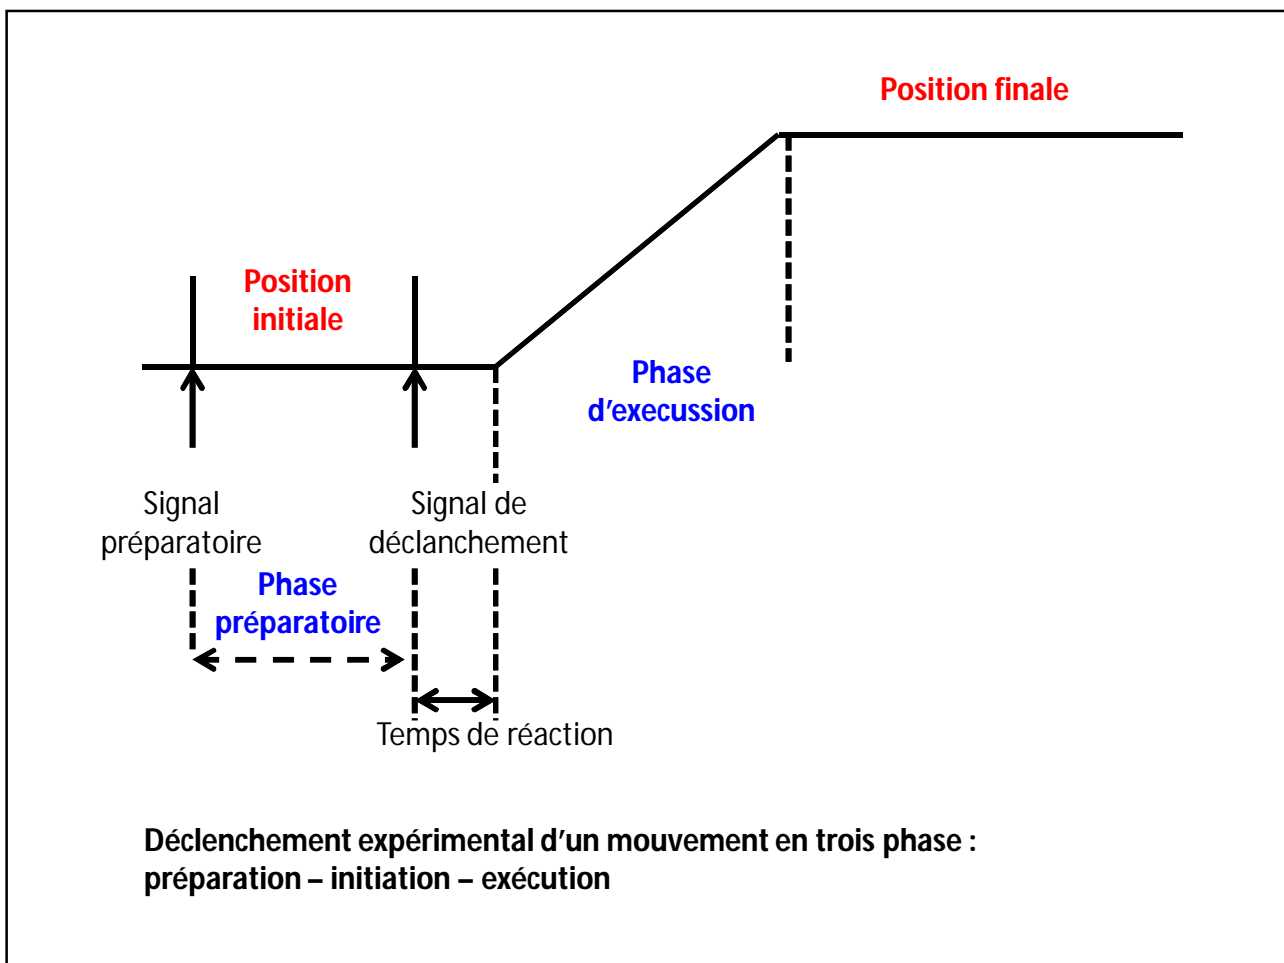 Position finale
Position
initiale
Phase
d'execussion
Signal
préparatoire
Signal de
déclanchement
Phase
préparatoire
Temps de réaction
Déclenchement expérimental d'un mouvement en trois phase :
préparation – initiation – exécution